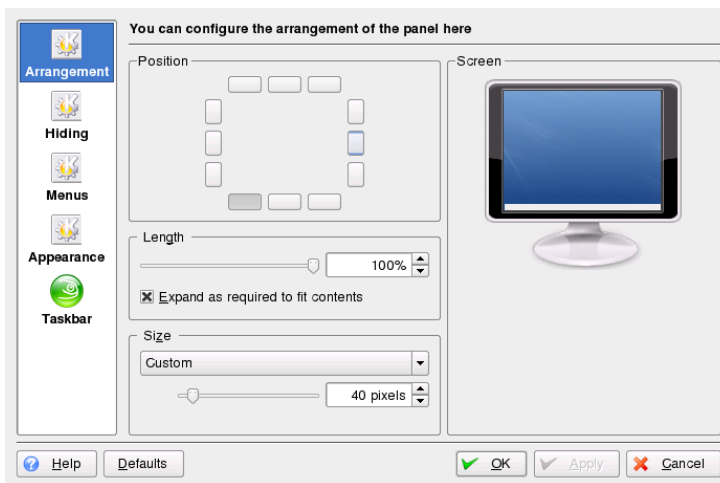 You can configure the arrangement of the panel here
Arrangement
Hiding
Menus
Appearance
Taskbar
Position
Screen
Length
100%
Expand as required to fit contents
Size
Custom
40 pixels
Help
Defaults
OK
Apply
Cancel